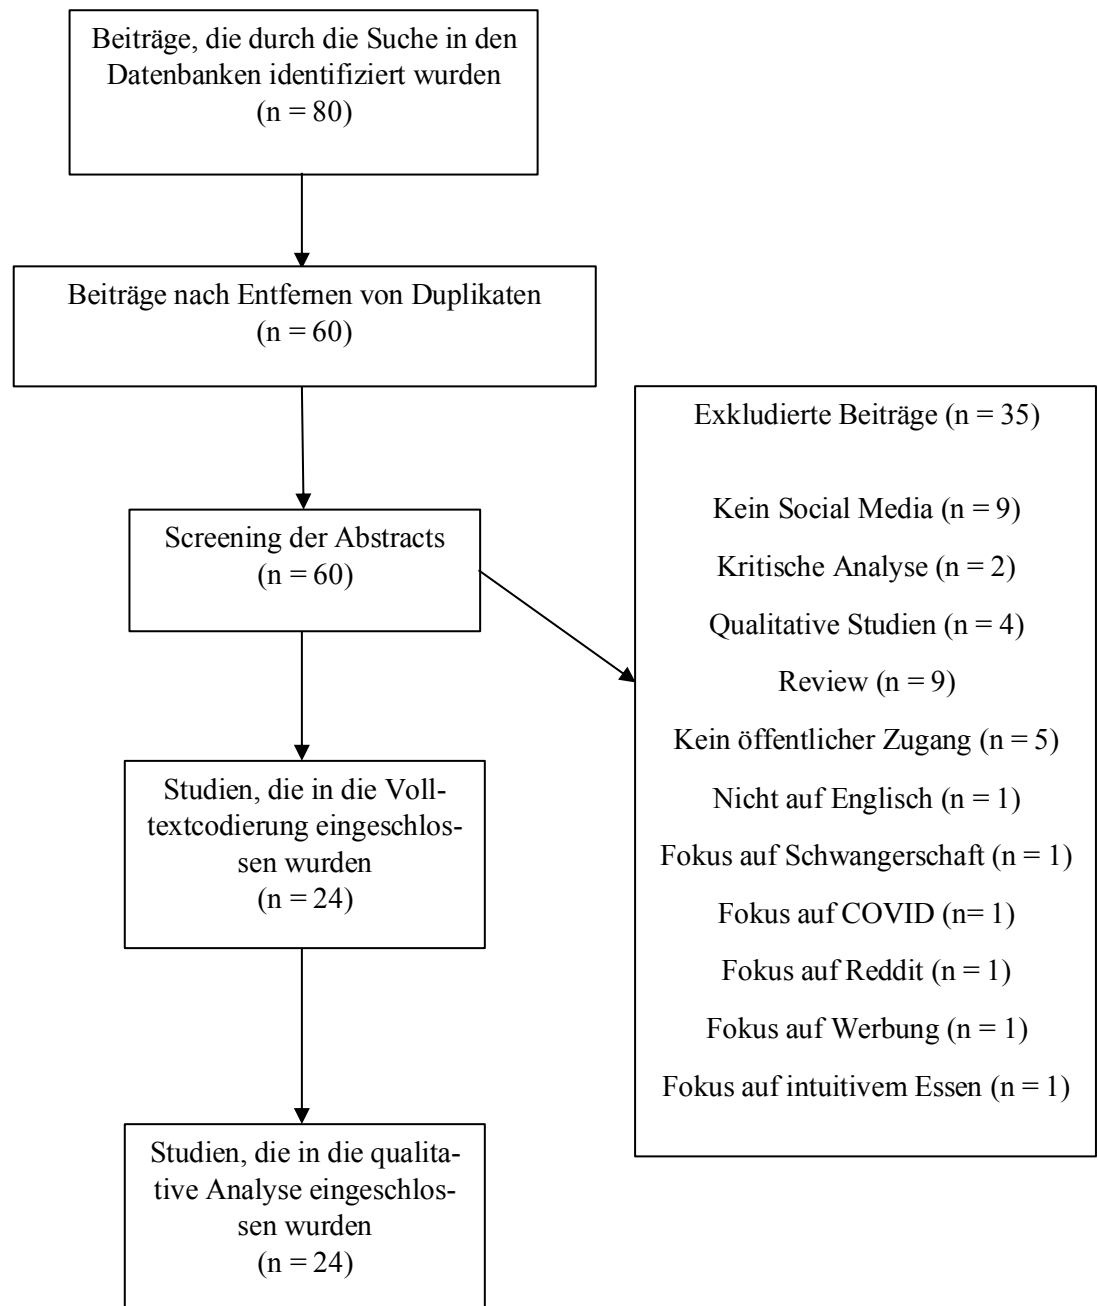 Beiträge, die durch die Suche in den
Datenbanken identifiziert wurden
(n = 80)
Beiträge nach Entfernen von Duplikaten
(n = 60)
Screening der Abstracts
(n = 60)
Exkludierte Beiträge (n = 35)
Kein Social Media (n = 9)
Kritische Analyse (n = 2)
Qualitative Studien (n = 4)
Review (n = 9)
Kein öffentlicher Zugang (n = 5)
Nicht auf Englisch (n = 1)
Fokus auf Schwangerschaft (n = 1)
Fokus auf COVID (n= 1)
Fokus auf Reddit (n = 1)
Fokus auf Werbung (n = 1)
Fokus auf intuitivem Essen (n = 1)
Studien, die in die Voll-
textcodierung eingeschlos-
sen wurden
(n = 24)
Studien, die in die qualita-
tive Analyse eingeschlos-
sen wurden
(n = 24)